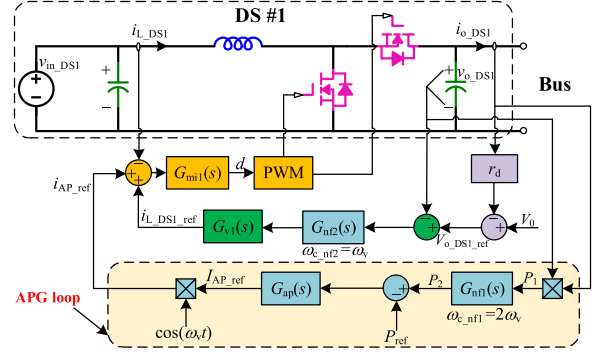 DS #1
i_L_DS1
i_o_DS1
v_in_DS1
+
−
+
v_o_DS1
−
Bus
−
+
+
G_mi1(s)
d
PWM
r_d
i_AP_ref
i_L_DS1_ref
G_v1(s)
G_nf2(s)
ω_c_nf2=ω_v
−
+
V_o_DS1_ref
−
+
V_0
APG loop
I_AP_ref
G_ap(s)
−
+
P_2
G_nf1(s)
P_1
cos(ω_v t)
P_ref
ω_c_nf1=2ω_v